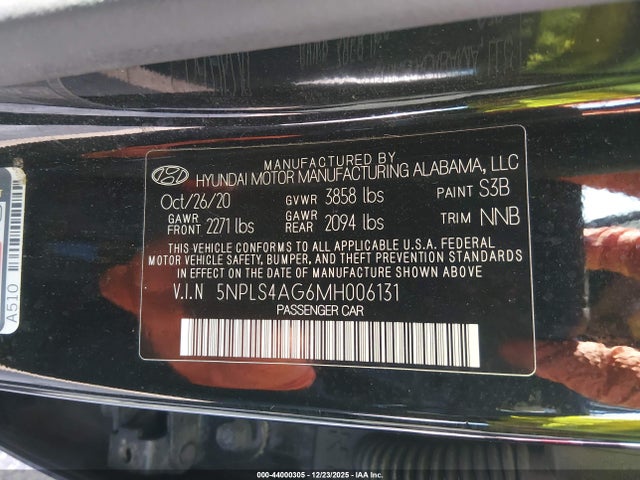 MANUFACTURED BY
HYUNDAI MOTOR MANUFACTURING ALABAMA, LLC
Oct/26/20 GVWR 3858 lbs PAINT S3B
GAWR FRONT 2271 lbs GAWR REAR 2094 lbs TRIM NNB
THIS VEHICLE CONFORMS TO ALL APPLICABLE U.S.A. FEDERAL
MOTOR VEHICLE SAFETY, BUMPER, AND THEFT PREVENTION STANDARDS
IN EFFECT ON THE DATE OF MANUFACTURE SHOWN ABOVE.
V.I.N 5NPLS4AG6MH006131
PASSENGER CAR
A510
000-44000305 - 12/23/2025 - IAA Inc.